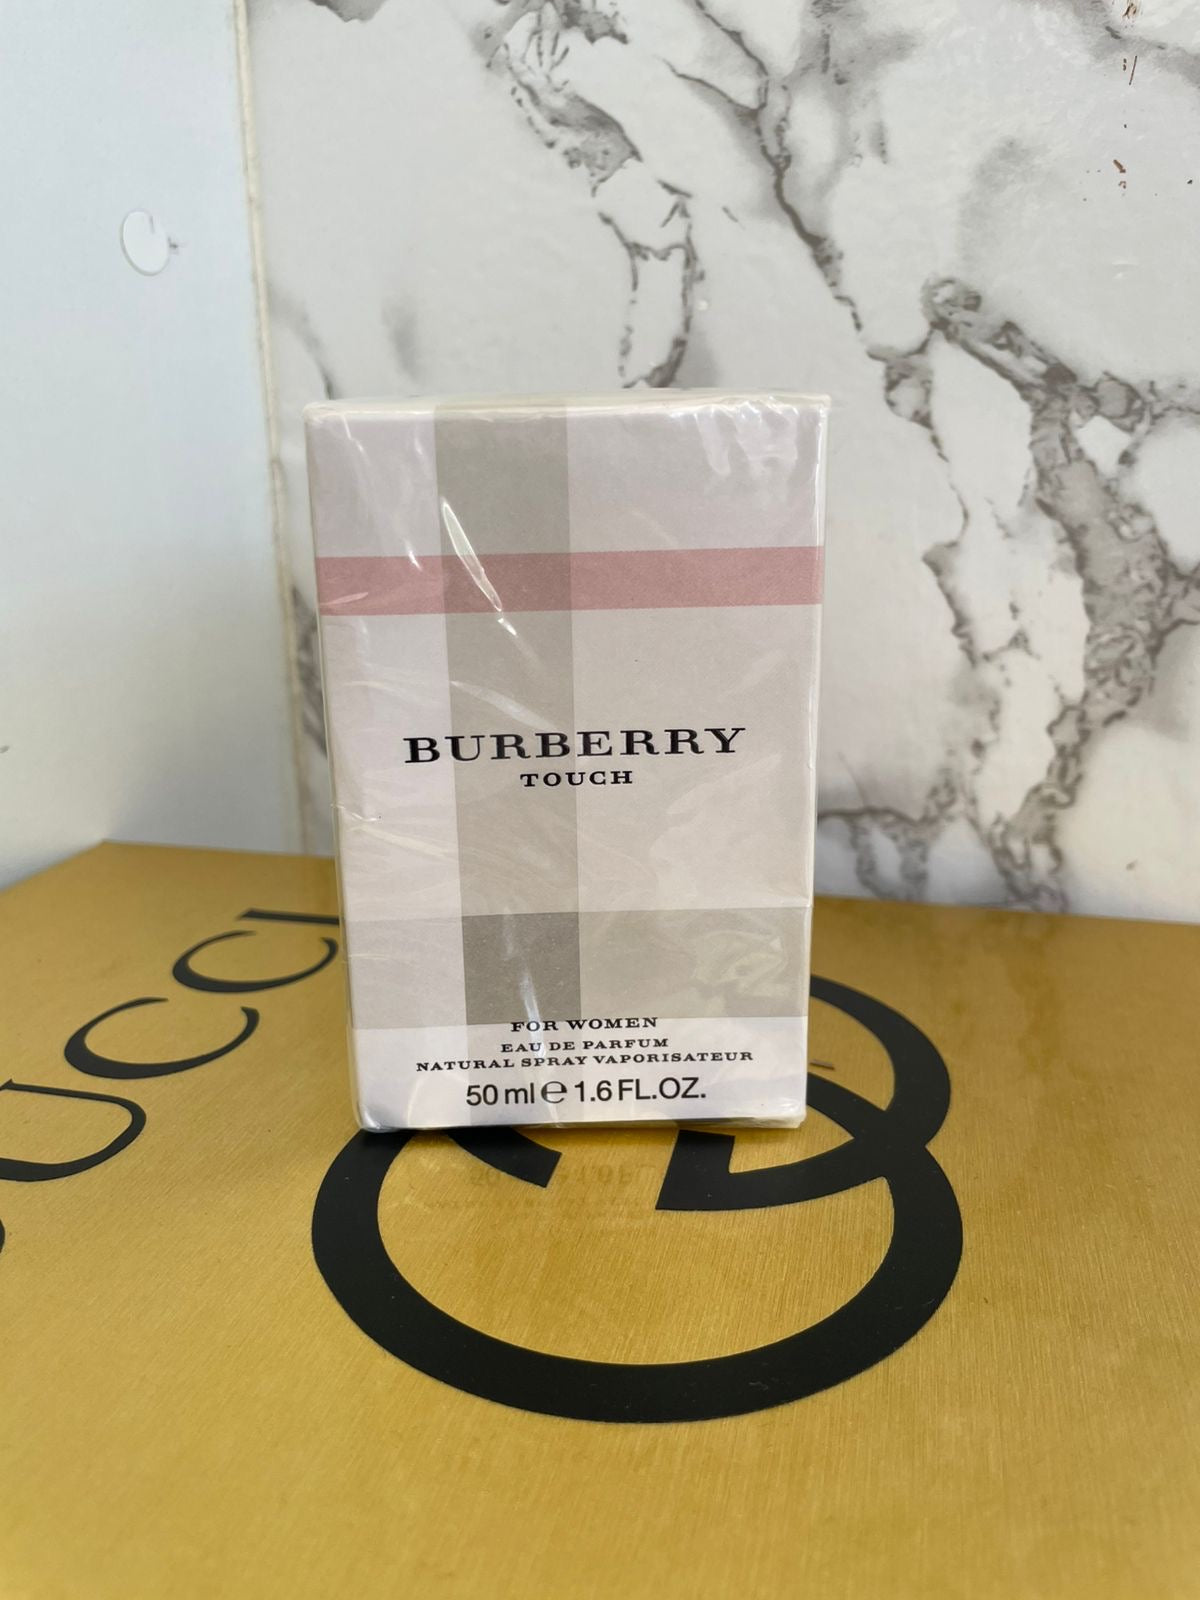 BURBERRY
TOUCH
FOR WOMEN
EAU DE PARFUM
NATURAL SPRAY VAPORISATEUR
50 ml e 1.6 FL.OZ.
UCCI